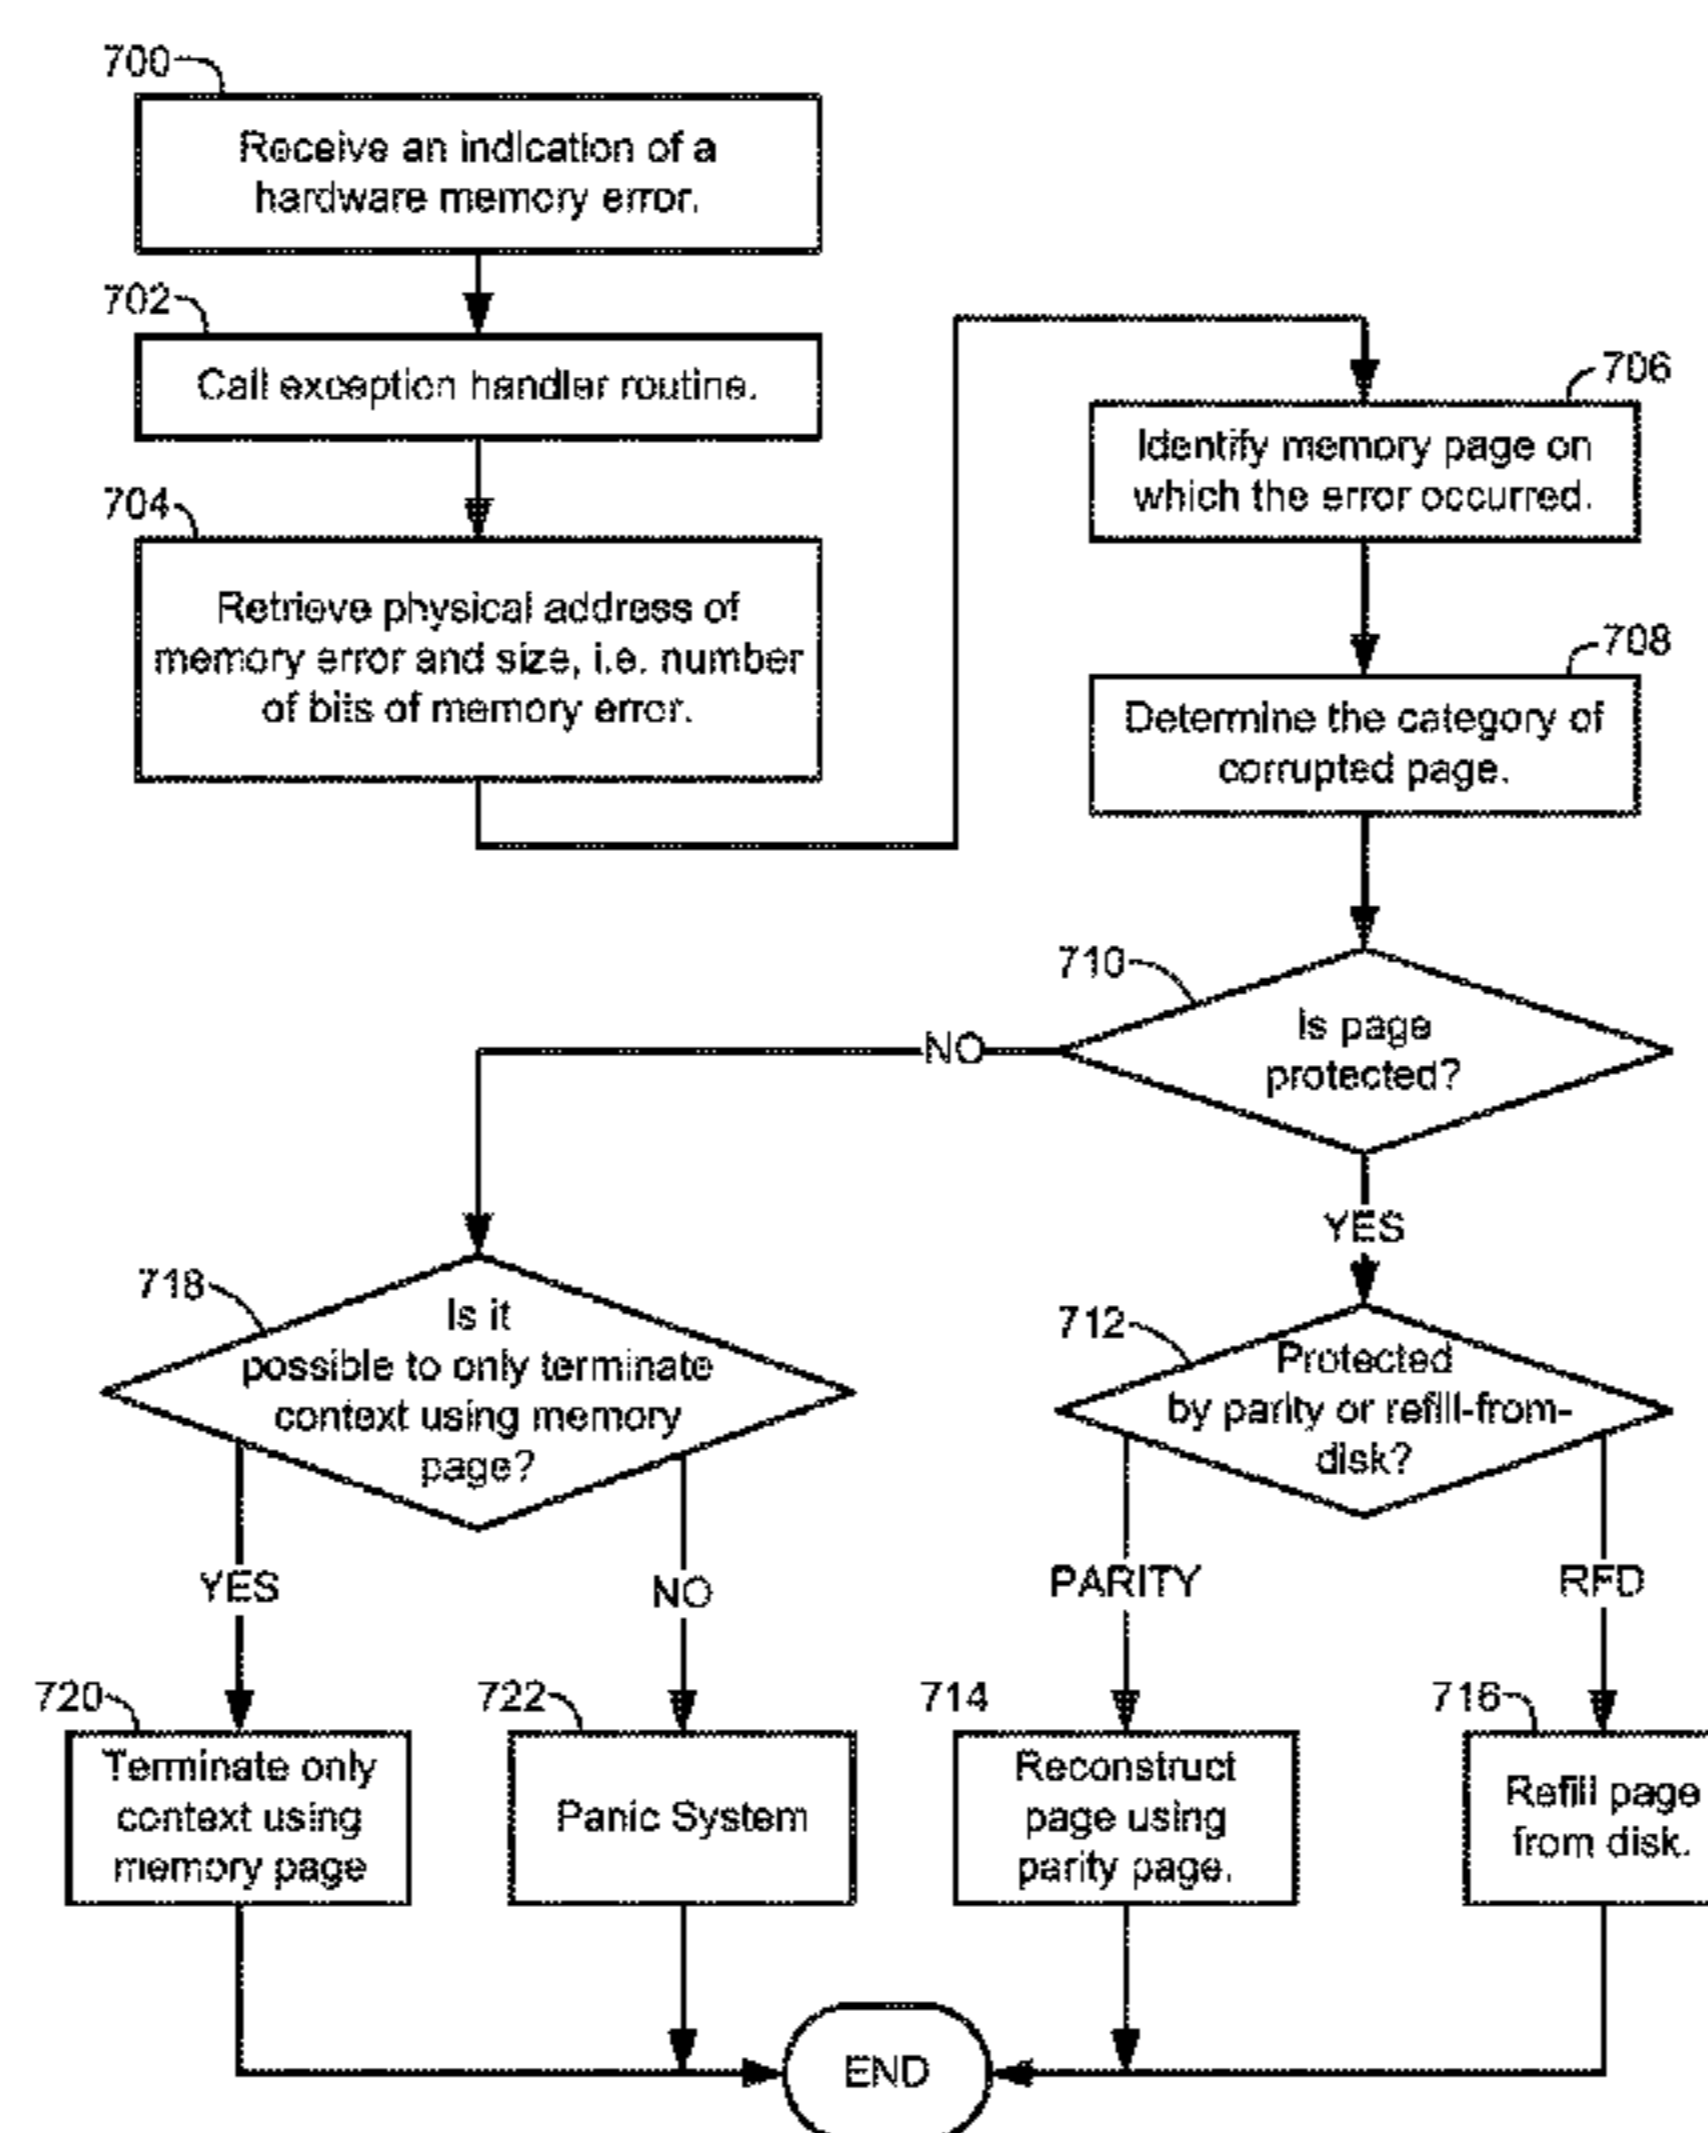 700
Receive an indication of a
hardware memory error.
702
Call exception handler routine.
704
Retrieve physical address of
memory error and size, i.e. number
of bits of memory error.
706
Identify memory page on
which the error occurred.
708
Determine the category of
corrupted page.
710
Is page
protected?
NO
YES
718
Is it
possible to only terminate
context using memory
page?
712
Protected
by parity or refill-from-
disk?
YES
NO
PARITY
RFD
720
Terminate only
context using
memory page
722
Panic System
714
Reconstruct
page using
parity page.
716
Refill page
from disk.
END